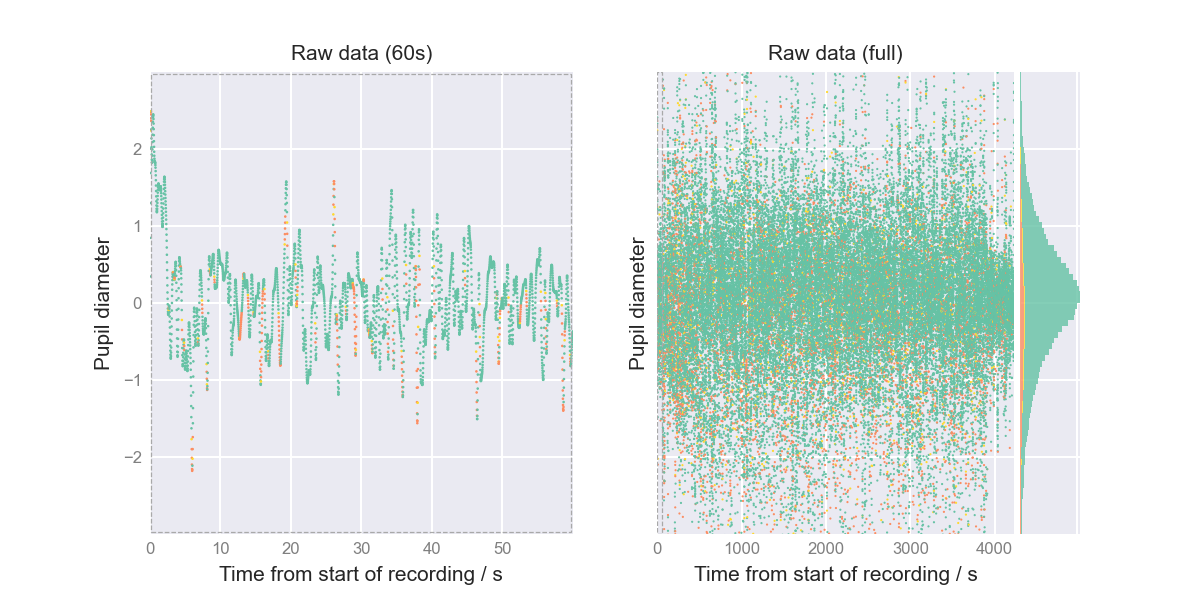 Raw data (60s)
Pupil diameter
2
1
0
−1
−2
0 10 20 30 40 50
Time from start of recording / s
Raw data (full)
Pupil diameter
0 1000 2000 3000 4000
Time from start of recording / s